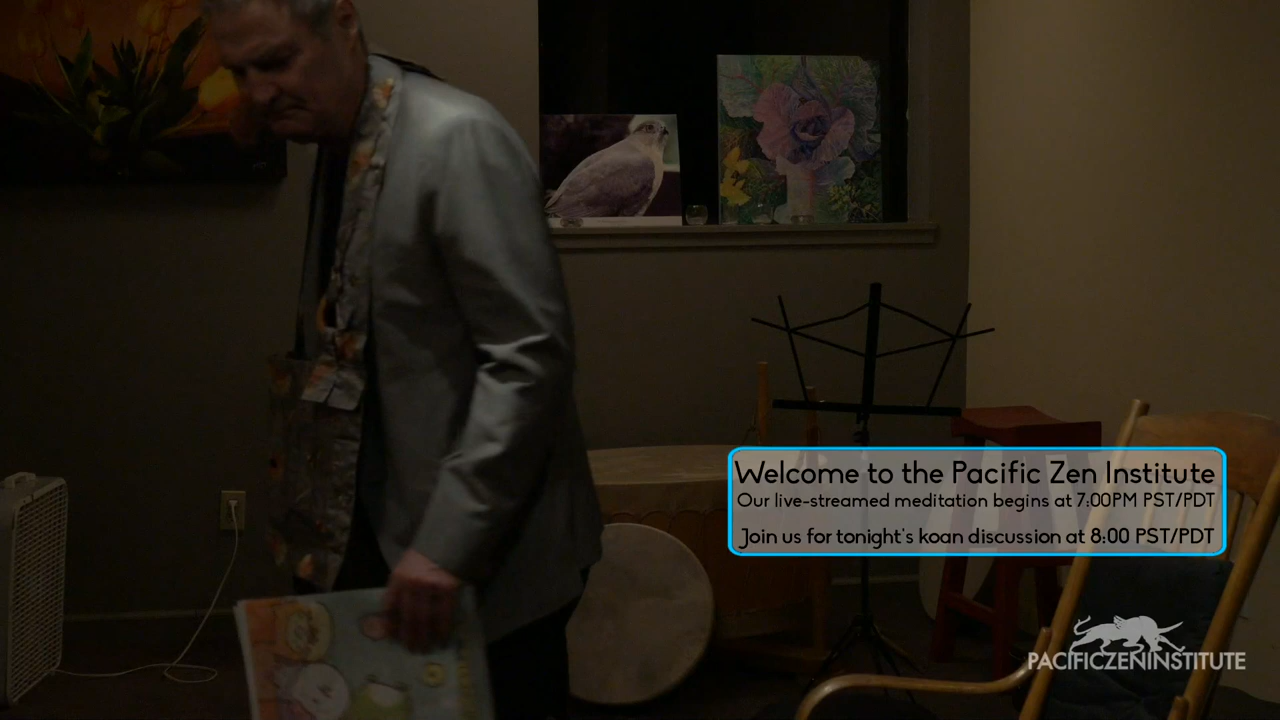 Welcome to the Pacific Zen Institute
Our live-streamed meditation begins at 7:00PM PST/PDT
Join us for tonight's koan discussion at 8:00 PST/PDT
PACIFICZENINSTITUTE